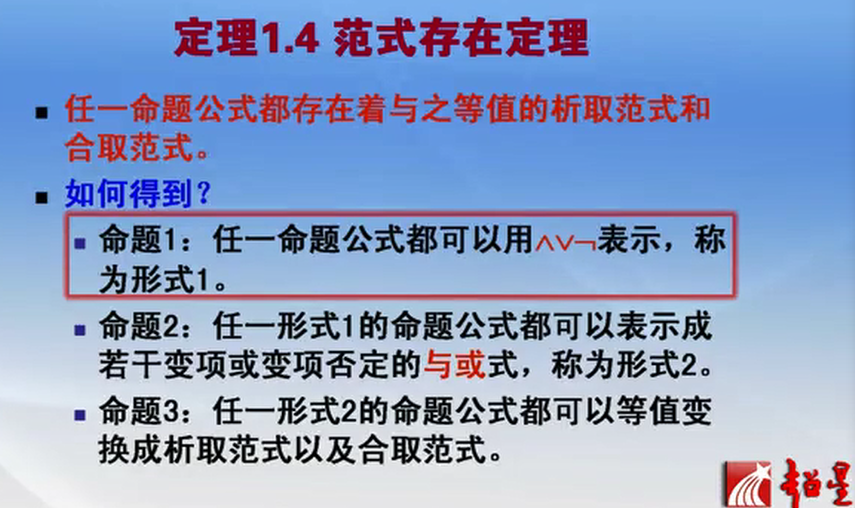 定理1.4 范式存在定理
任一命题公式都存在着与之等值的析取范式和
合取范式。
如何得到？
命题1：任一命题公式都可以用∧∨¬表示，称
为形式1。
命题2：任一形式1的命题公式都可以表示成
若干变项或变项否定的与或式，称为形式2。
命题3：任一形式2的命题公式都可以等值变
换成析取范式以及合取范式。
超星